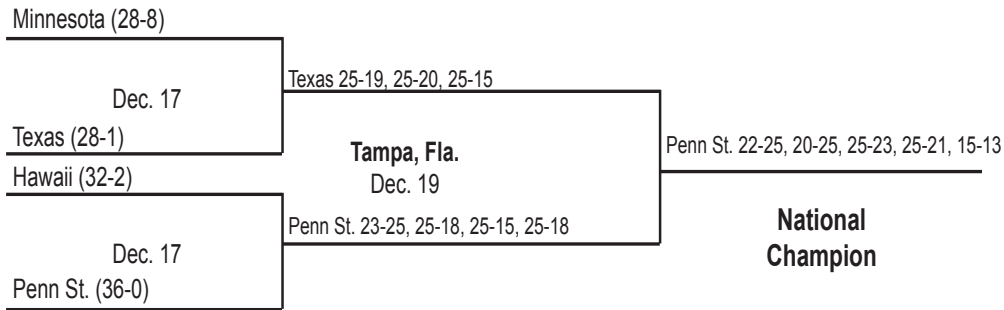 Minnesota (28-8)
Texas 25-19, 25-20, 25-15
Dec. 17
Texas (28-1)
Tampa, Fla.
Dec. 19
Penn St. 22-25, 20-25, 25-23, 25-21, 15-13
Hawaii (32-2)
Penn St. 23-25, 25-18, 25-15, 25-18
National
Champion
Dec. 17
Penn St. (36-0)